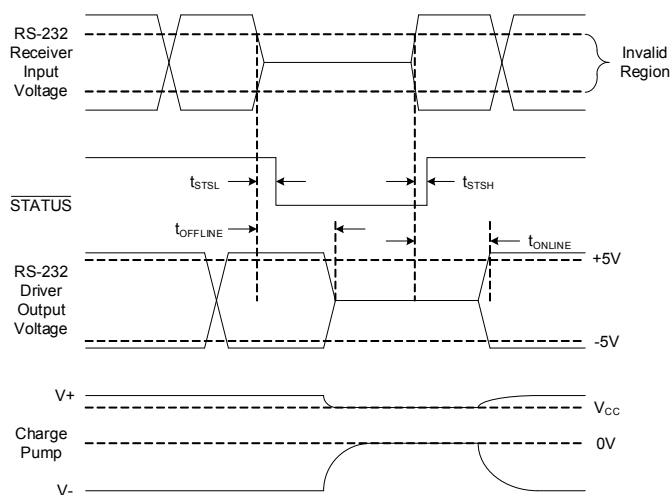 RS-232
Receiver
Input
Voltage
Invalid
Region
STATUS
tSTSL
tSTSH
tOFFLINE
tONLINE
RS-232
Driver
Output
Voltage
+5V
-5V
V+
VCC
Charge
Pump
0V
V-